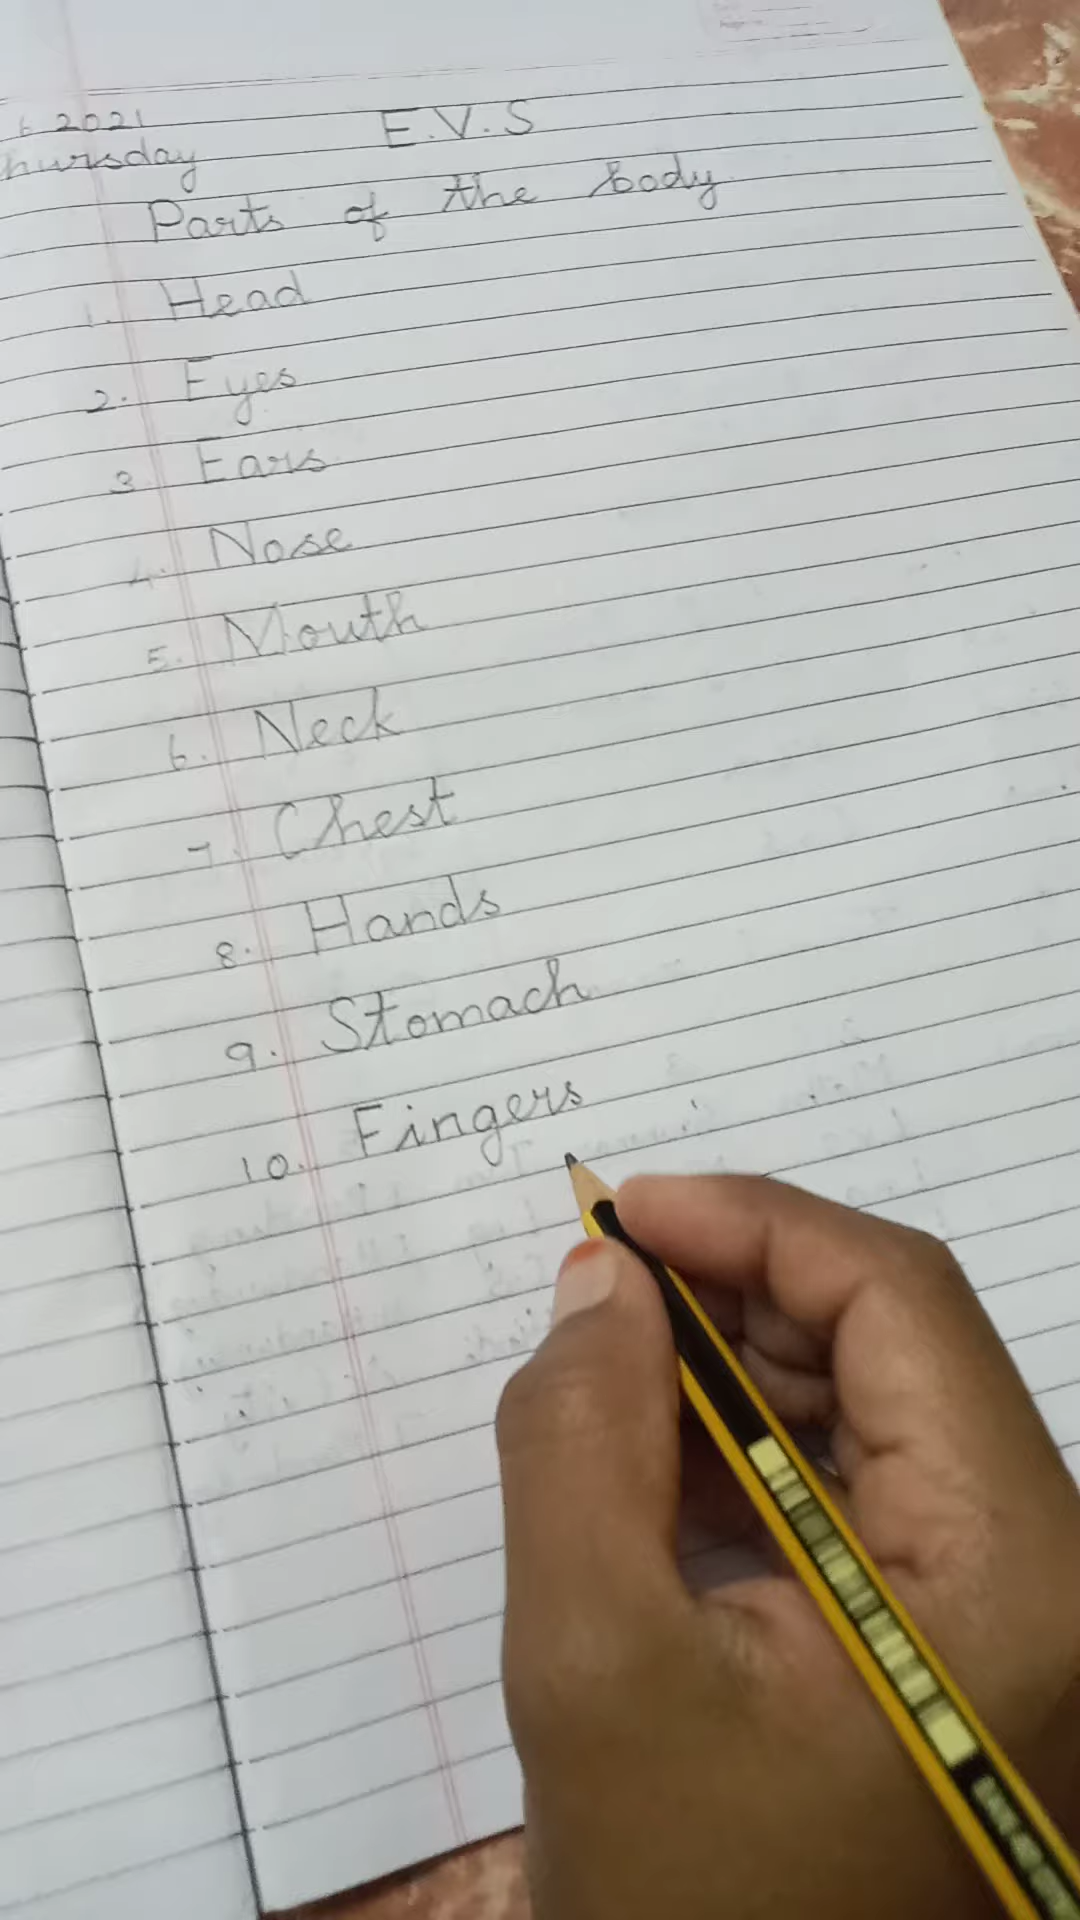 6 2021
E.V.S
hursday
Parts of the body
1. Head
2. Eyes
3. Ears
4. Nose
5. Mouth
6. Neck
7. Chest
8. Hands
9. Stomach
10. Fingers